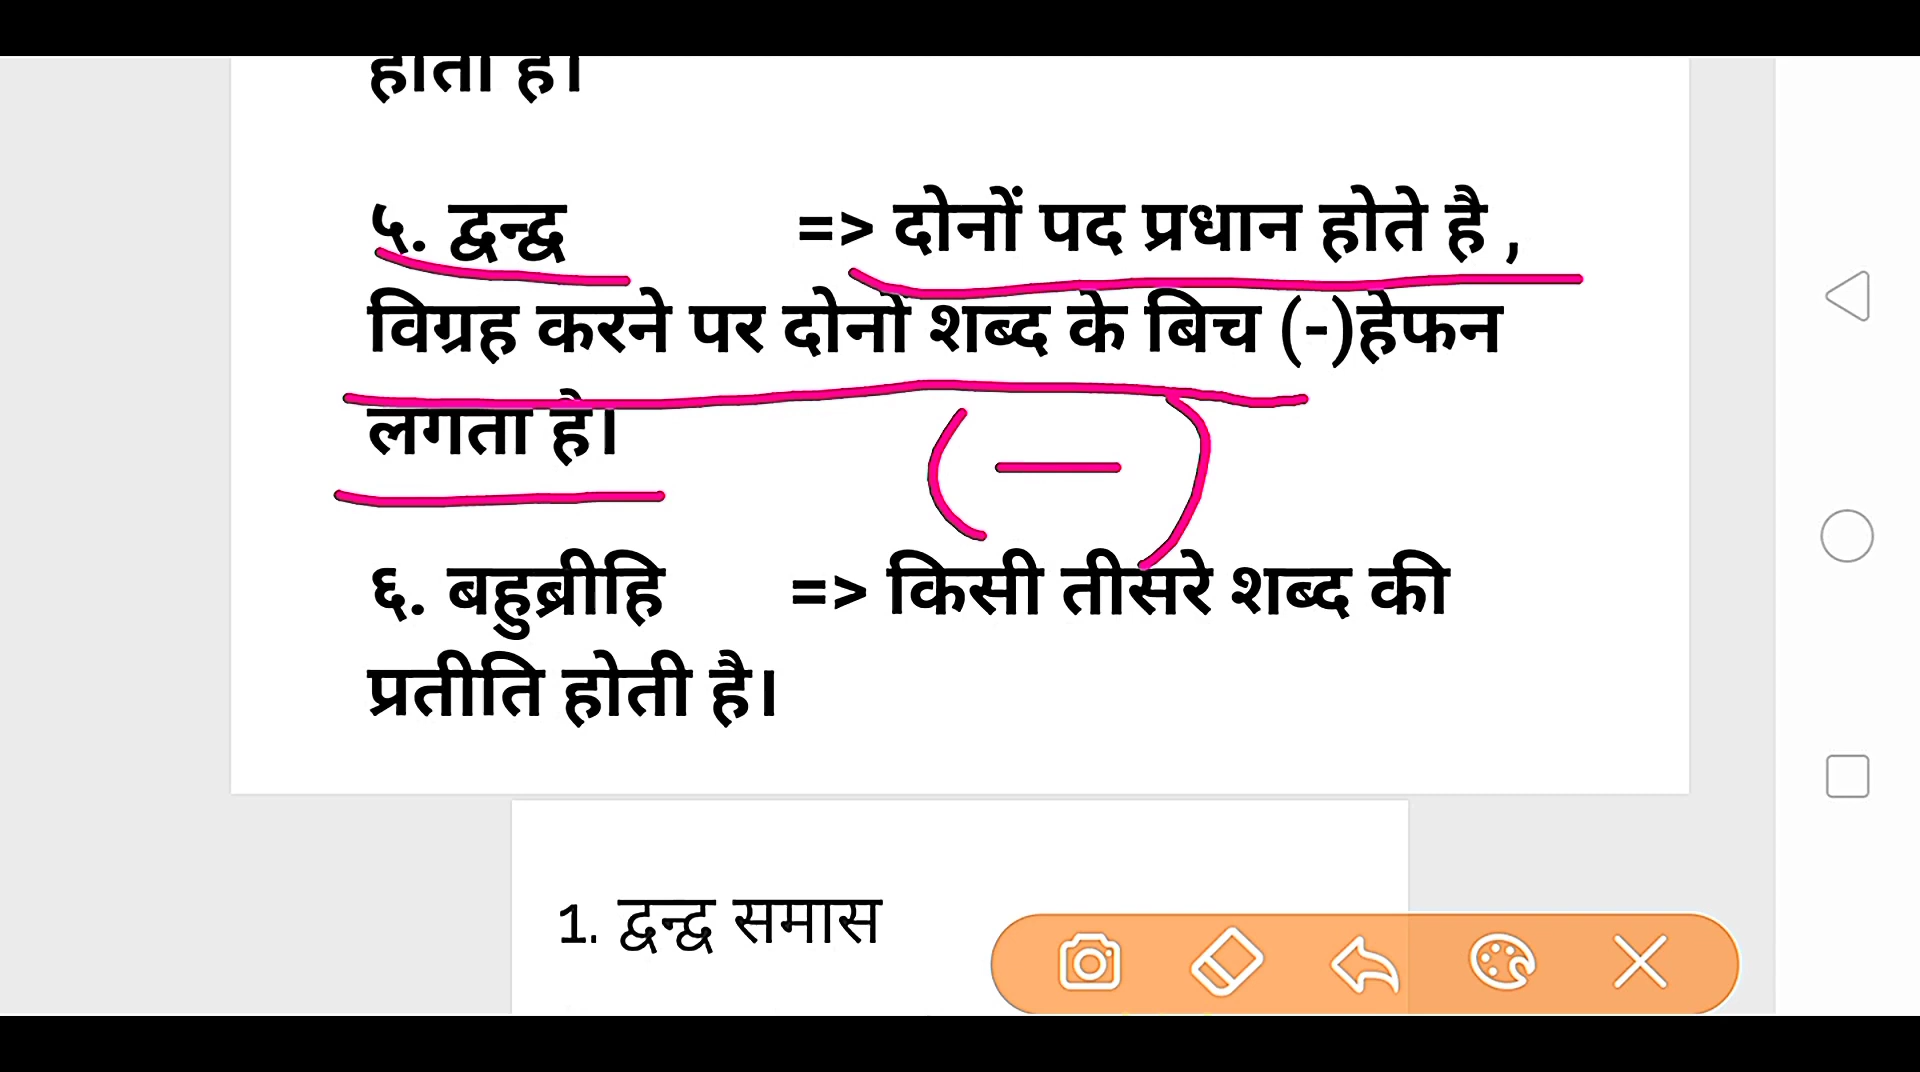 होता है।
५. द्वन्द्व => दोनों पद प्रधान होते है ,
विग्रह करने पर दोनों शब्द के बिच (-)हेफन
लगता है।
(—)
६. बहुब्रीहि => किसी तीसरे शब्द की
प्रतीति होती है।
1. द्वन्द्व समास